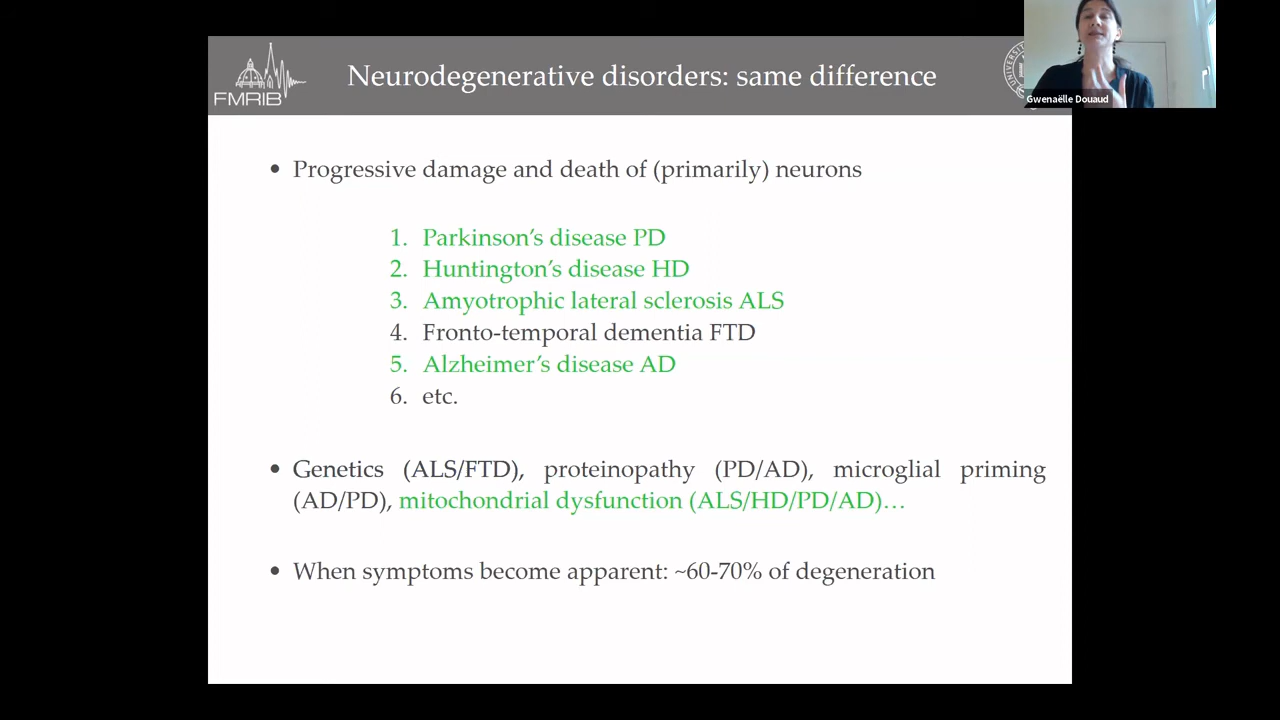 Neurodegenerative disorders: same difference
FMRIB
Gwenaëlle Douaud
• Progressive damage and death of (primarily) neurons
1. Parkinson’s disease PD
2. Huntington’s disease HD
3. Amyotrophic lateral sclerosis ALS
4. Fronto-temporal dementia FTD
5. Alzheimer’s disease AD
6. etc.
• Genetics (ALS/FTD), proteinopathy (PD/AD), microglial priming
(AD/PD), mitochondrial dysfunction (ALS/HD/PD/AD)…
• When symptoms become apparent: ~60-70% of degeneration